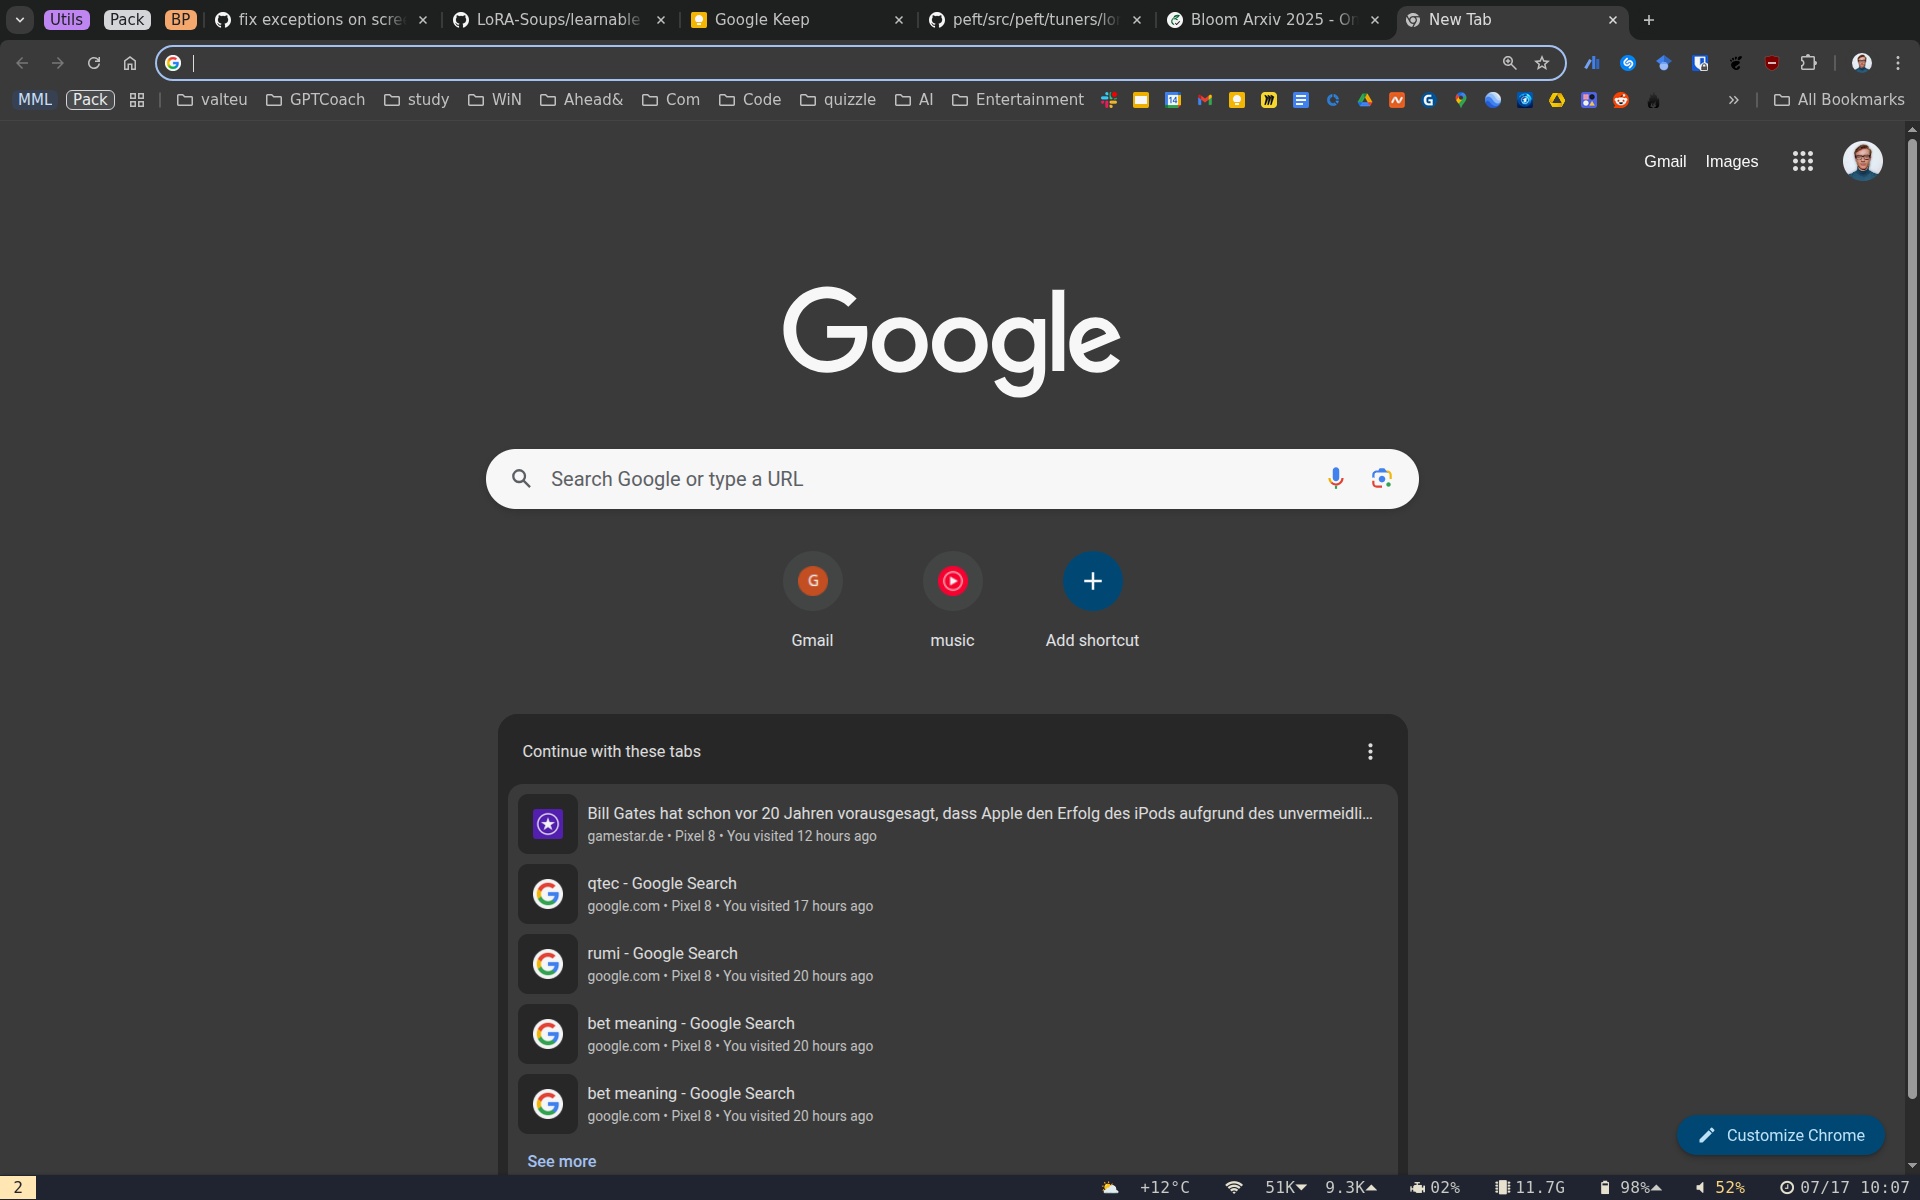 Utils Pack BP fix exceptions on scre LoRA-Soups/learnable Google Keep peft/src/peft/tuners/lo Bloom Arxiv 2025 - On New Tab
MML Pack valteu GPTCoach study WiN Ahead& Com Code quizzle AI Entertainment All Bookmarks
Gmail Images
Google
Search Google or type a URL
G
Gmail music Add shortcut
Continue with these tabs
Bill Gates hat schon vor 20 Jahren vorausgesagt, dass Apple den Erfolg des iPods aufgrund des unvermeidli...
gamestar.de • Pixel 8 • You visited 12 hours ago
qtec - Google Search
google.com • Pixel 8 • You visited 17 hours ago
rumi - Google Search
google.com • Pixel 8 • You visited 20 hours ago
bet meaning - Google Search
google.com • Pixel 8 • You visited 20 hours ago
bet meaning - Google Search
google.com • Pixel 8 • You visited 20 hours ago
Customize Chrome
See more
2 +12°C 51K 9.3K 02% 11.7G 98% 52% 07/17 10:07